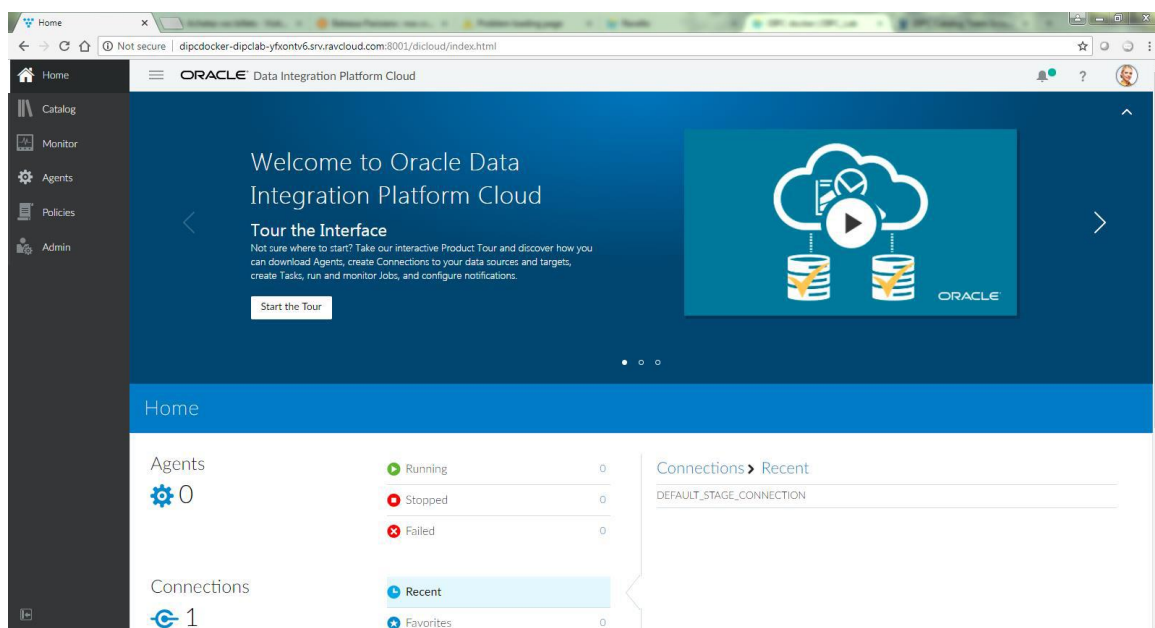 Home
Not secure | dipcdocker-dipclab-yfxontv6.srv.ravcloud.com:8001/dicloud/index.html
Home
ORACLE® Data Integration Platform Cloud
?
Catalog
Monitor
Agents
Policies
Admin
Welcome to Oracle Data
Integration Platform Cloud
Tour the Interface
Not sure where to start? Take our interactive Product Tour and discover how you
can download Agents, create Connections to your data sources and targets,
create Tasks, run and monitor Jobs, and configure notifications.
Start the Tour
ORACLE
Home
Agents
0
Running 0
Stopped 0
Failed 0
Connections > Recent
DEFAULT_STAGE_CONNECTION
Connections
1
Recent
Favorites 0